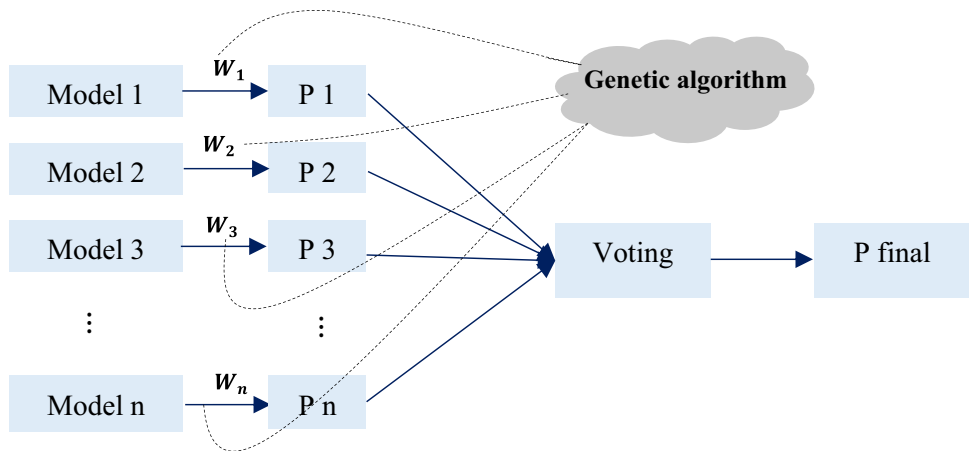 Model 1
W₁
P 1
Genetic algorithm
Model 2
W₂
P 2
Model 3
W₃
P 3
Voting
P final
⋮
⋮
Model n
Wₙ
P n